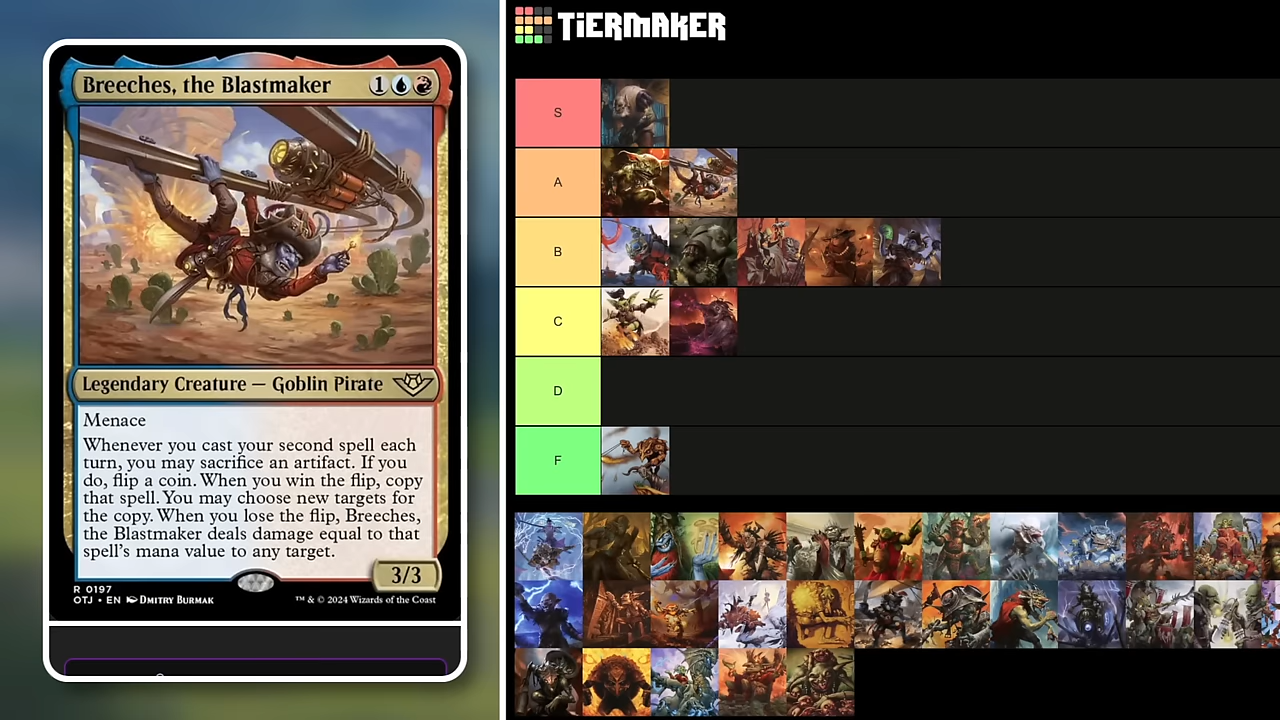 Breeches, the Blastmaker 1
Legendary Creature — Goblin Pirate
Menace
Whenever you cast your second spell each
turn, you may sacrifice an artifact. If you
do, flip a coin. When you win the flip, copy
that spell. You may choose new targets for
the copy. When you lose the flip, Breeches,
the Blastmaker deals damage equal to that
spell's mana value to any target.
3/3
R 0197
OTJ • EN Dmitry Burmak
™ & © 2024 Wizards of the Coast
TiERMAKER
S
A
B
C
D
F